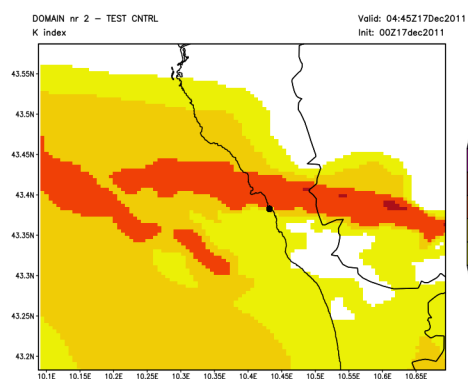 DOMAIN nr 2 – TEST CNTRL
Valid: 04:45Z17Dec2011
K index
Init: 00Z17dec2011
43.55N
43.5N
43.45N
43.4N
43.35N
43.3N
43.25N
43.2N
10.1E 10.15E 10.2E 10.25E 10.3E 10.35E 10.4E 10.45E 10.5E 10.55E 10.6E 10.65E